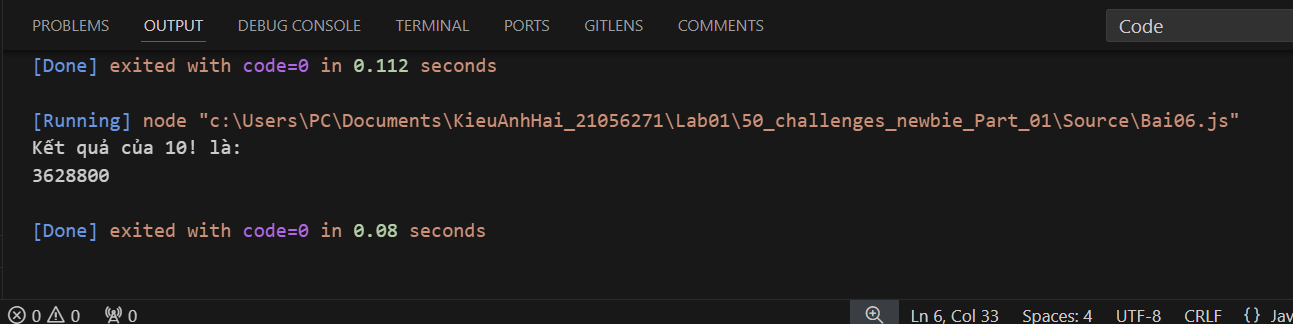 PROBLEMS OUTPUT DEBUG CONSOLE TERMINAL PORTS GITLENS COMMENTS Code
[Done] exited with code=0 in 0.112 seconds
[Running] node "c:\Users\PC\Documents\KieuAnhHai_21056271\Lab01\50_challenges_newbie_Part_01\Source\Bai06.js"
Kết quả của 10! là:
3628800
[Done] exited with code=0 in 0.08 seconds
0 0 0 Ln 6, Col 33 Spaces: 4 UTF-8 CRLF {} Jav